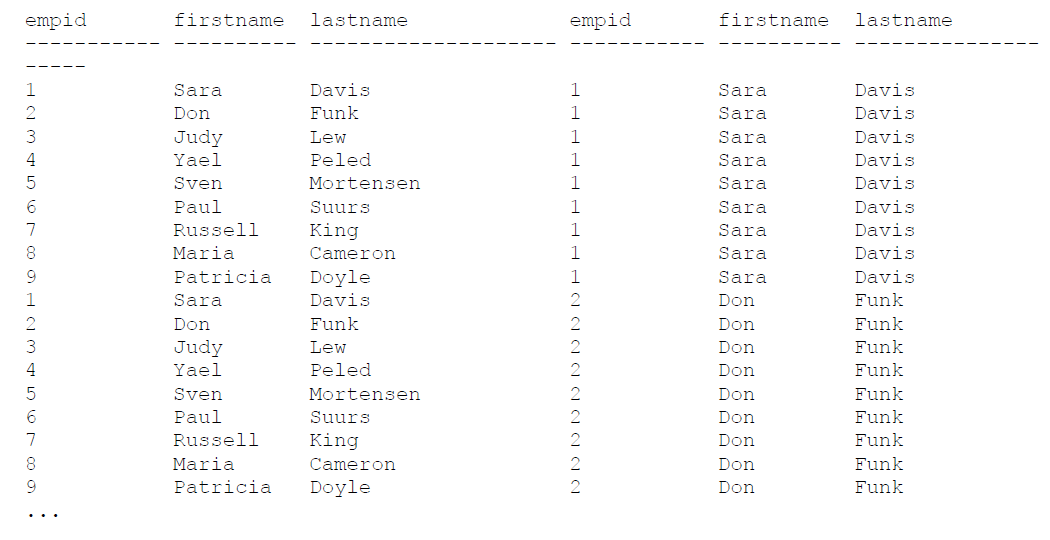 empid       firstname  lastname             empid       firstname  lastname
----------- ---------- -------------------- ----------- ---------- ---------------
-----
1           Sara       Davis                1           Sara       Davis
2           Don        Funk                 1           Sara       Davis
3           Judy       Lew                  1           Sara       Davis
4           Yael       Peled                1           Sara       Davis
5           Sven       Mortensen            1           Sara       Davis
6           Paul       Suurs                1           Sara       Davis
7           Russell    King                 1           Sara       Davis
8           Maria      Cameron              1           Sara       Davis
9           Patricia   Doyle                1           Sara       Davis
1           Sara       Davis                2           Don        Funk
2           Don        Funk                 2           Don        Funk
3           Judy       Lew                  2           Don        Funk
4           Yael       Peled                2           Don        Funk
5           Sven       Mortensen            2           Don        Funk
6           Paul       Suurs                2           Don        Funk
7           Russell    King                 2           Don        Funk
8           Maria      Cameron              2           Don        Funk
9           Patricia   Doyle                2           Don        Funk
...